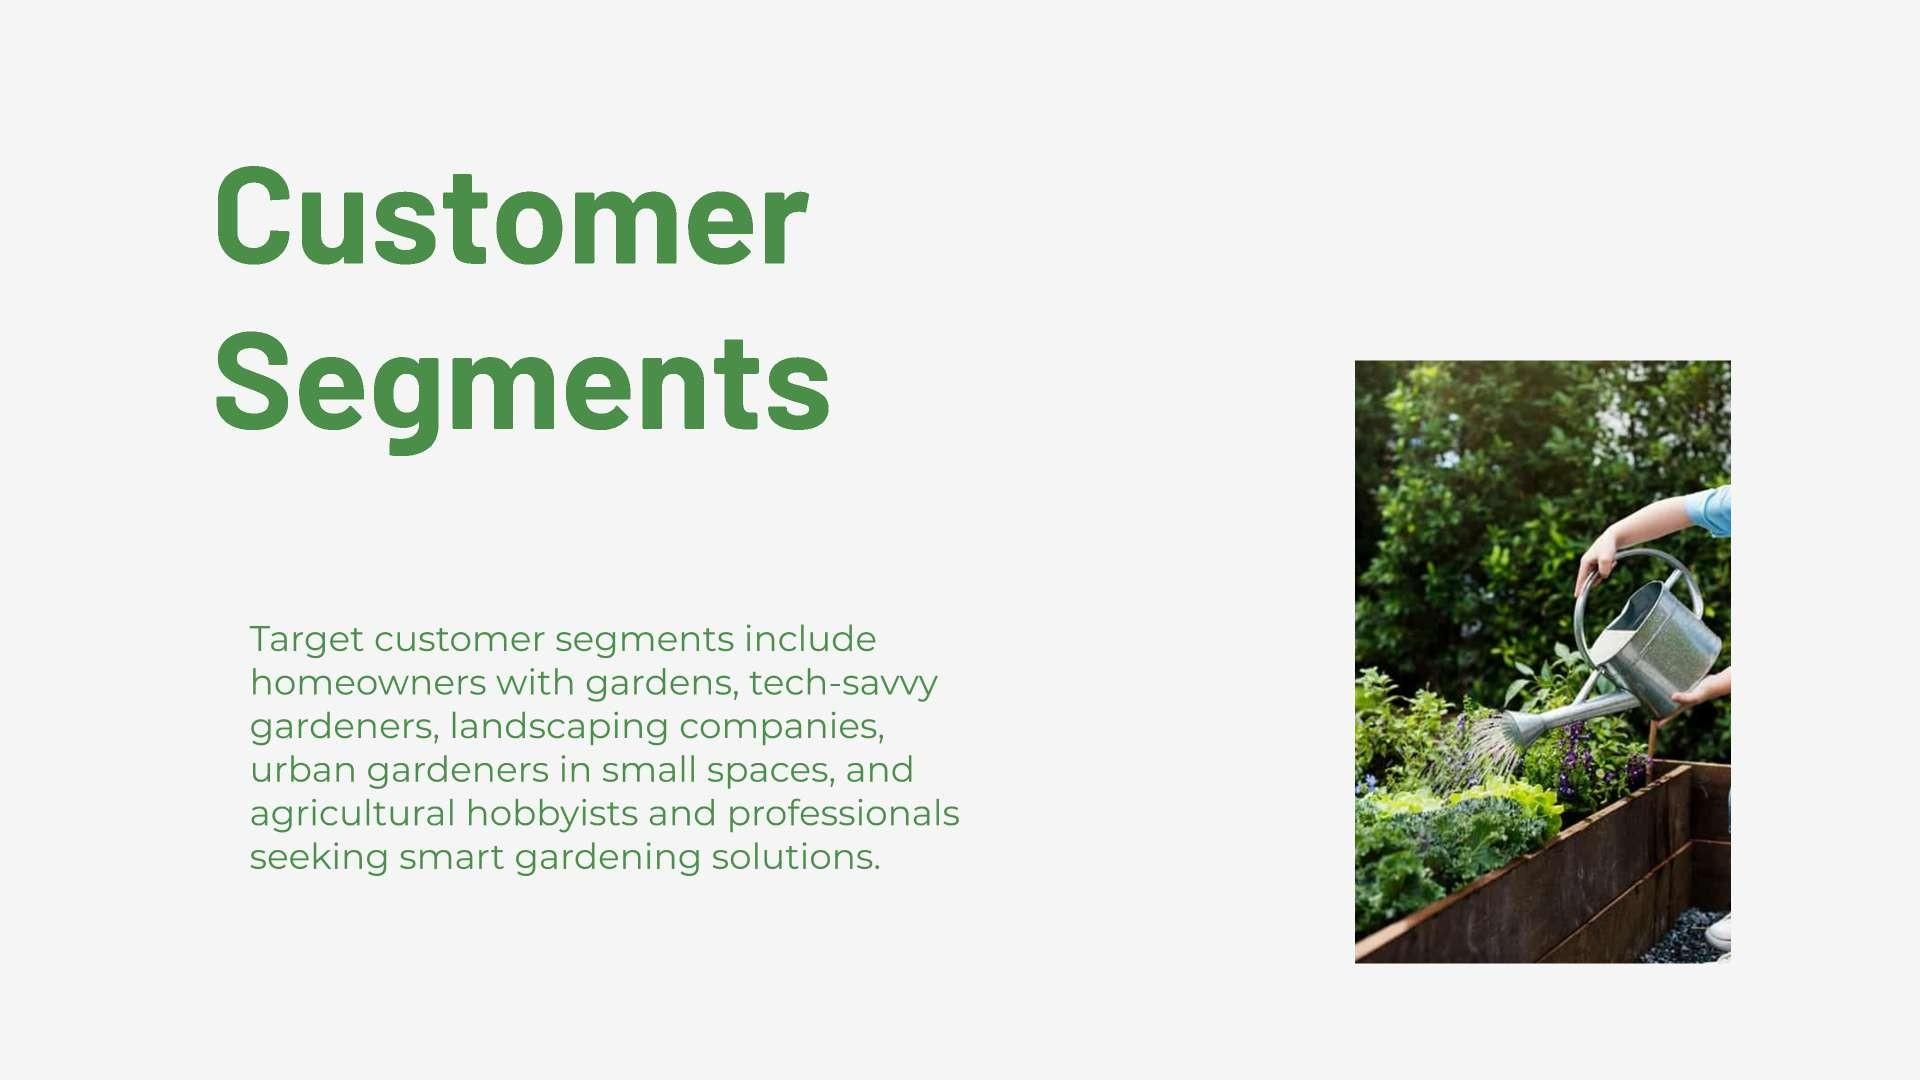 Customer
Segments
Target customer segments include
homeowners with gardens, tech-savvy
gardeners, landscaping companies,
urban gardeners in small spaces, and
agricultural hobbyists and professionals
seeking smart gardening solutions.